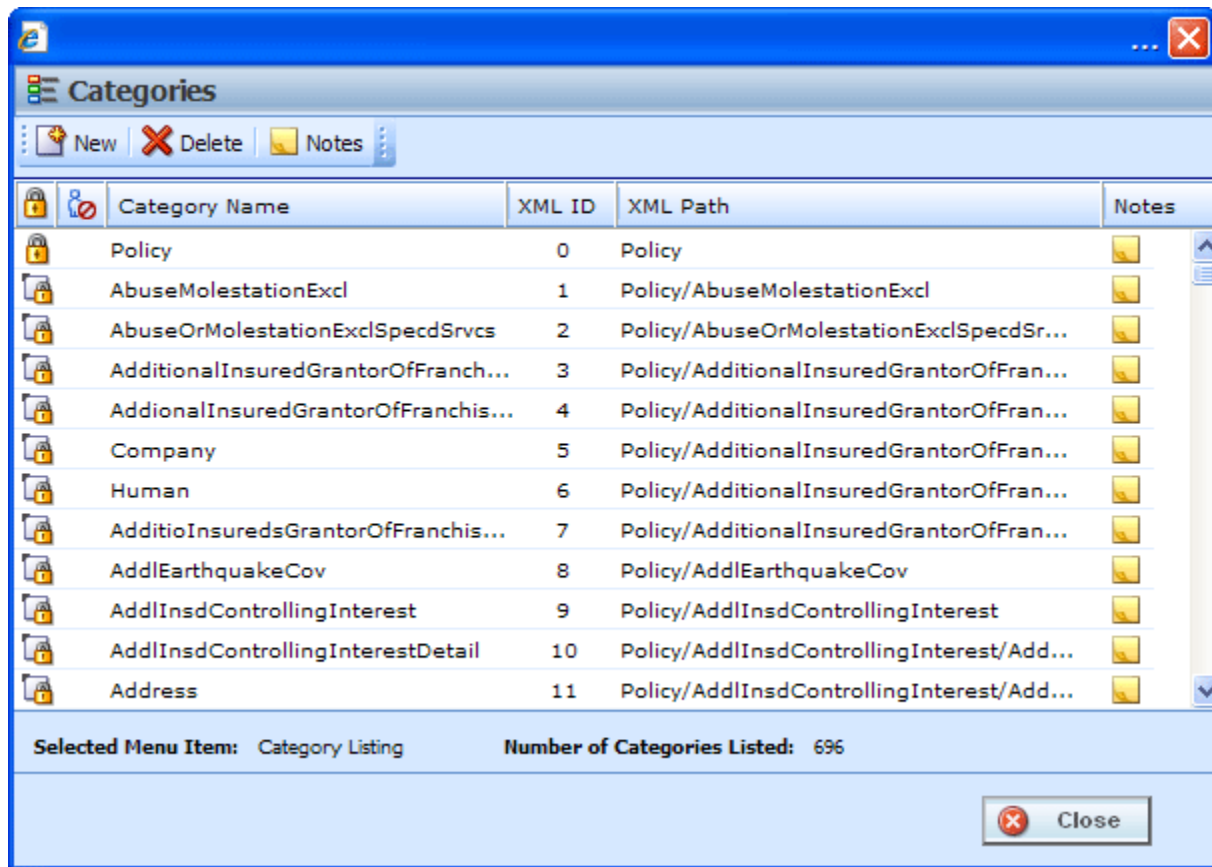 ...
Categories
New Delete Notes
Category Name XML ID XML Path Notes
Policy 0 Policy
AbuseMolestationExcl 1 Policy/AbuseMolestationExcl
AbuseOrMolestationExclSpecdSrvcs 2 Policy/AbuseOrMolestationExclSpecdSr...
AdditionalInsuredGrantorOfFranch... 3 Policy/AdditionalInsuredGrantorOfFran...
AddionalInsuredGrantorOfFranchis... 4 Policy/AdditionalInsuredGrantorOfFran...
Company 5 Policy/AdditionalInsuredGrantorOfFran...
Human 6 Policy/AdditionalInsuredGrantorOfFran...
AdditioInsuredsGrantorOfFranchis... 7 Policy/AdditionalInsuredGrantorOfFran...
AddlEarthquakeCov 8 Policy/AddlEarthquakeCov
AddlInsdControllingInterest 9 Policy/AddlInsdControllingInterest
AddlInsdControllingInterestDetail 10 Policy/AddlInsdControllingInterest/Add...
Address 11 Policy/AddlInsdControllingInterest/Add...
Selected Menu Item: Category Listing Number of Categories Listed: 696
Close